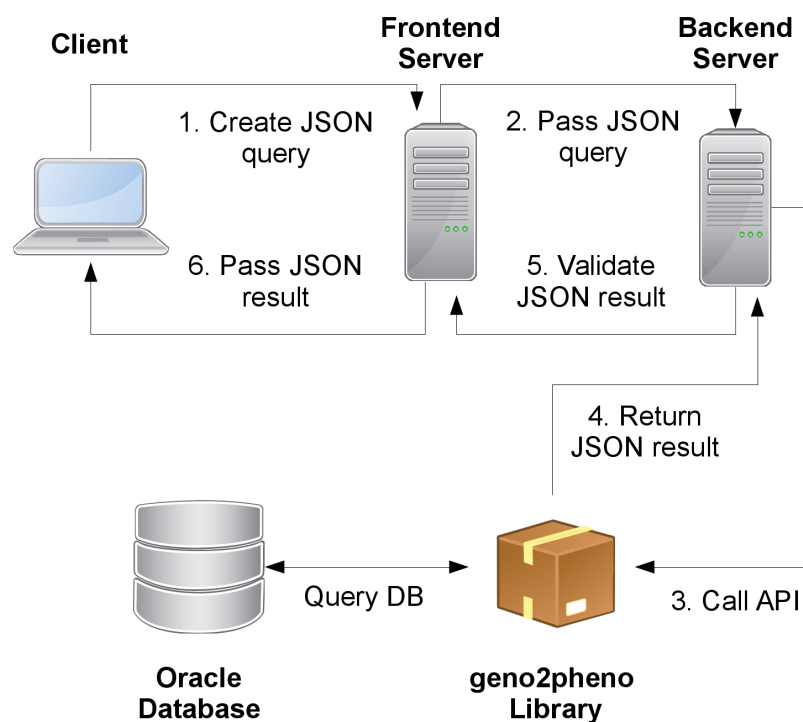 Client
Frontend
Server
Backend
Server
1. Create JSON
query
2. Pass JSON
query
6. Pass JSON
result
5. Validate
JSON result
4. Return
JSON result
Query DB
3. Call API
Oracle
Database
geno2pheno
Library